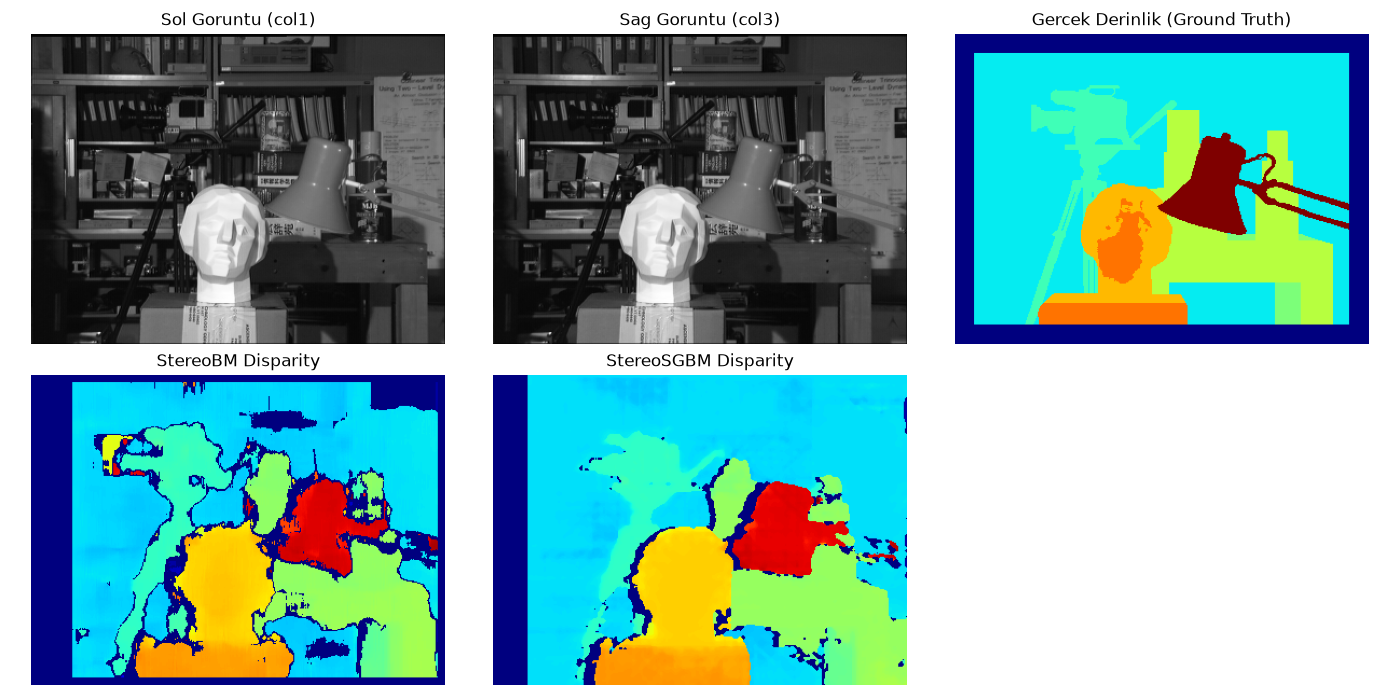 Sol Goruntu (col1)
Sag Goruntu (col3)
Gercek Derinlik (Ground Truth)
StereoBM Disparity
StereoSGBM Disparity